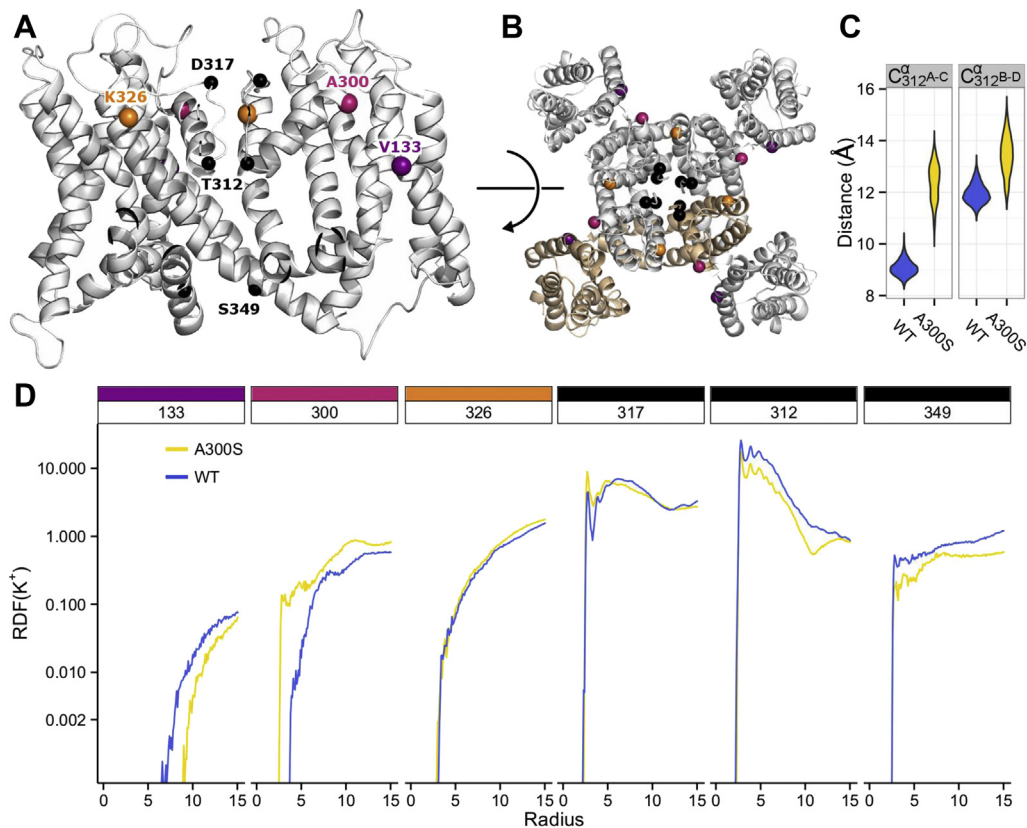 A
D317
A300
K326
V133
T312
S349
B
C
Cα312A-C
Cα312B-D
16
14
12
10
8
Distance (Å)
WT
A300S
WT
A300S
D
133
300
326
317
312
349
A300S
WT
10.000
1.000
0.100
0.010
0.002
RDF(K+)
0 5 10 15
0 5 10 15
0 5 10 15
0 5 10 15
0 5 10 15
0 5 10 15
Radius